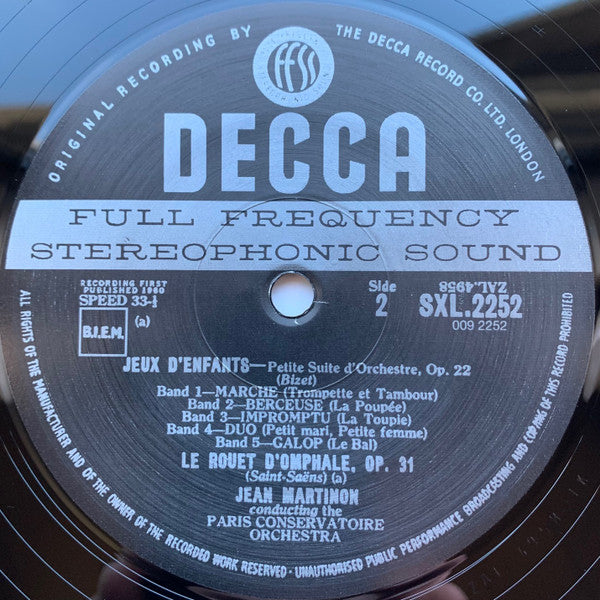 ORIGINAL RECORDING BY
THE DECCA RECORD CO. LTD. LONDON
FFSS
DECCA
FULL FREQUENCY
STEREOPHONIC SOUND
RECORDING FIRST
PUBLISHED 1960
SPEED 33-⅓
B.I.E.M.
(a)
Side
2
ZAL.4958
SXL.2252
009 2252
JEUX D'ENFANTS—Petite Suite d'Orchestre, Op. 22
(Bizet)
Band 1—MARCHE (Trompette et Tambour)
Band 2—BERCEUSE (La Poupée)
Band 3—IMPROMPTU (La Toupie)
Band 4—DUO (Petit mari, Petite femme)
Band 5—GALOP (Le Bal)
LE ROUET D'OMPHALE, OP. 31
(Saint-Saëns) (a)
JEAN MARTINON
conducting the
PARIS CONSERVATOIRE
ORCHESTRA
ALL RIGHTS OF THE MANUFACTURER AND OF THE OWNER OF THE RECORDED WORK RESERVED · UNAUTHORISED PUBLIC PERFORMANCE BROADCASTING AND COPYING OF THIS RECORD PROHIBITED